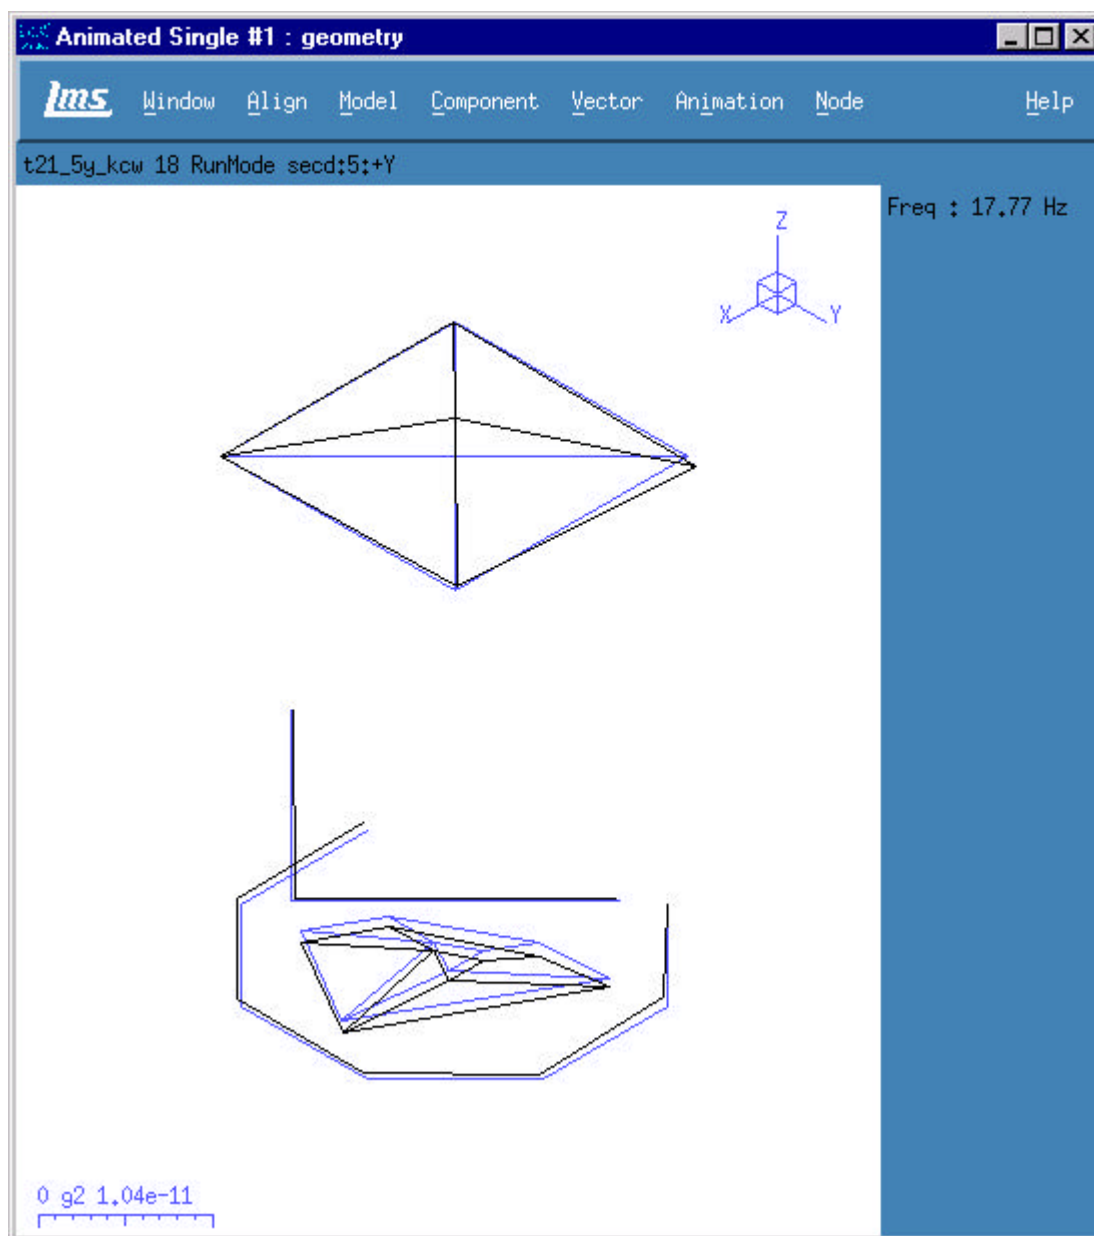 Animated Single #1 : geometry
lms Window Align Model Component Vector Animation Node Help
t21_5y_kcw 18 RunMode secd:5:+Y
Freq : 17.77 Hz
Z
X Y
0 g2 1.04e-11